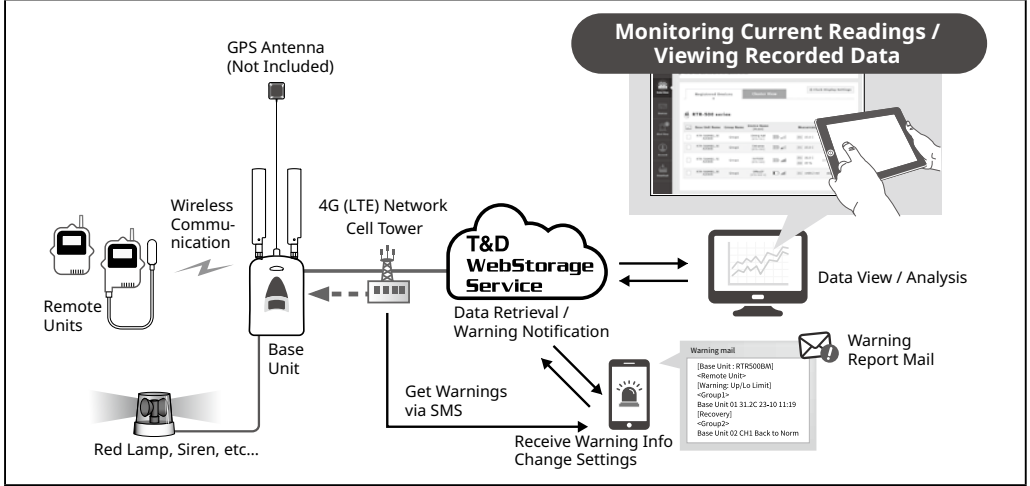 Monitoring Current Readings /
Viewing Recorded Data
GPS Antenna
(Not Included)
RTR-500 series
Wireless
Commu-
nication
4G (LTE) Network
Cell Tower
T&D
WebStorage
Service
Data View / Analysis
Remote
Units
Base
Unit
Data Retrieval /
Warning Notification
Warning
Report Mail
Warning mail
[Base Unit : RTR500BM]
<Remote Unit>
[Warning: Up/Lo Limit]
<Group1>
Base Unit 01 31.2C 23-10 11:19
[Recovery]
<Group2>
Base Unit 02 CH1 Back to Norm
Get Warnings
via SMS
Receive Warning Info
Change Settings
Red Lamp, Siren, etc...